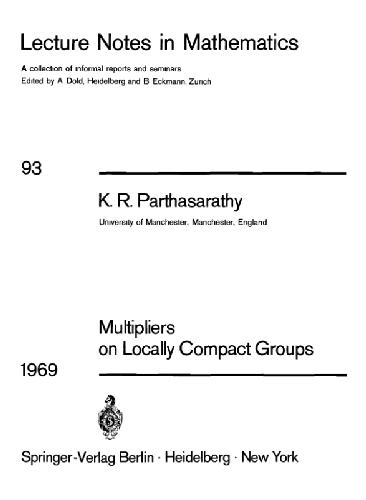 Lecture Notes in Mathematics
A collection of informal reports and seminars
Edited by A Dold, Heidelberg and B Eckmann, Zürich
93
K. R. Parthasarathy
University of Manchester, Manchester, England
Multipliers
on Locally Compact Groups
1969
Springer-Verlag Berlin · Heidelberg · New York